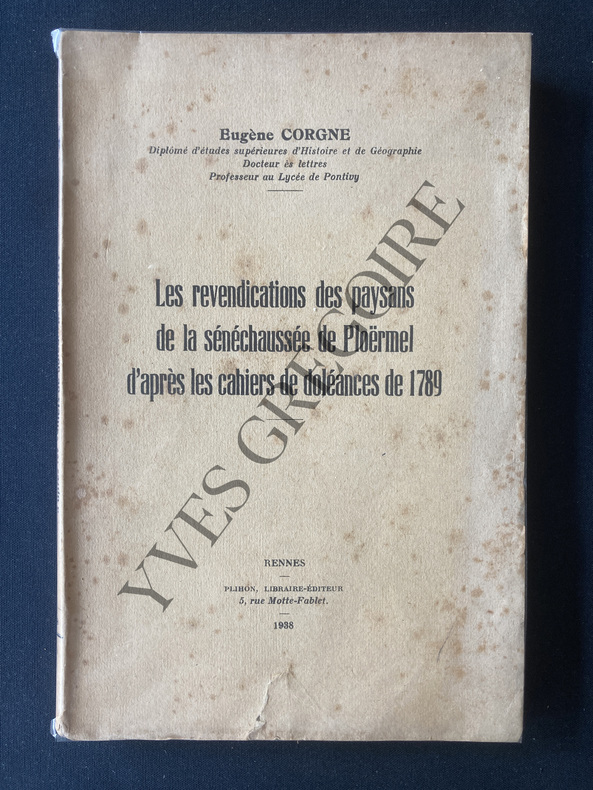 Eugène CORGNE
Diplômé d'études supérieures d'Histoire et de Géographie
Docteur ès lettres
Professeur au Lycée de Pontivy
Les revendications des paysans
de la sénéchaussée de Ploërmel
d'après les cahiers de doléances de 1789
YVES GREGOIRE
RENNES
PLIHON, LIBRAIRE-ÉDITEUR
5, rue Motte-Fablet.
1938